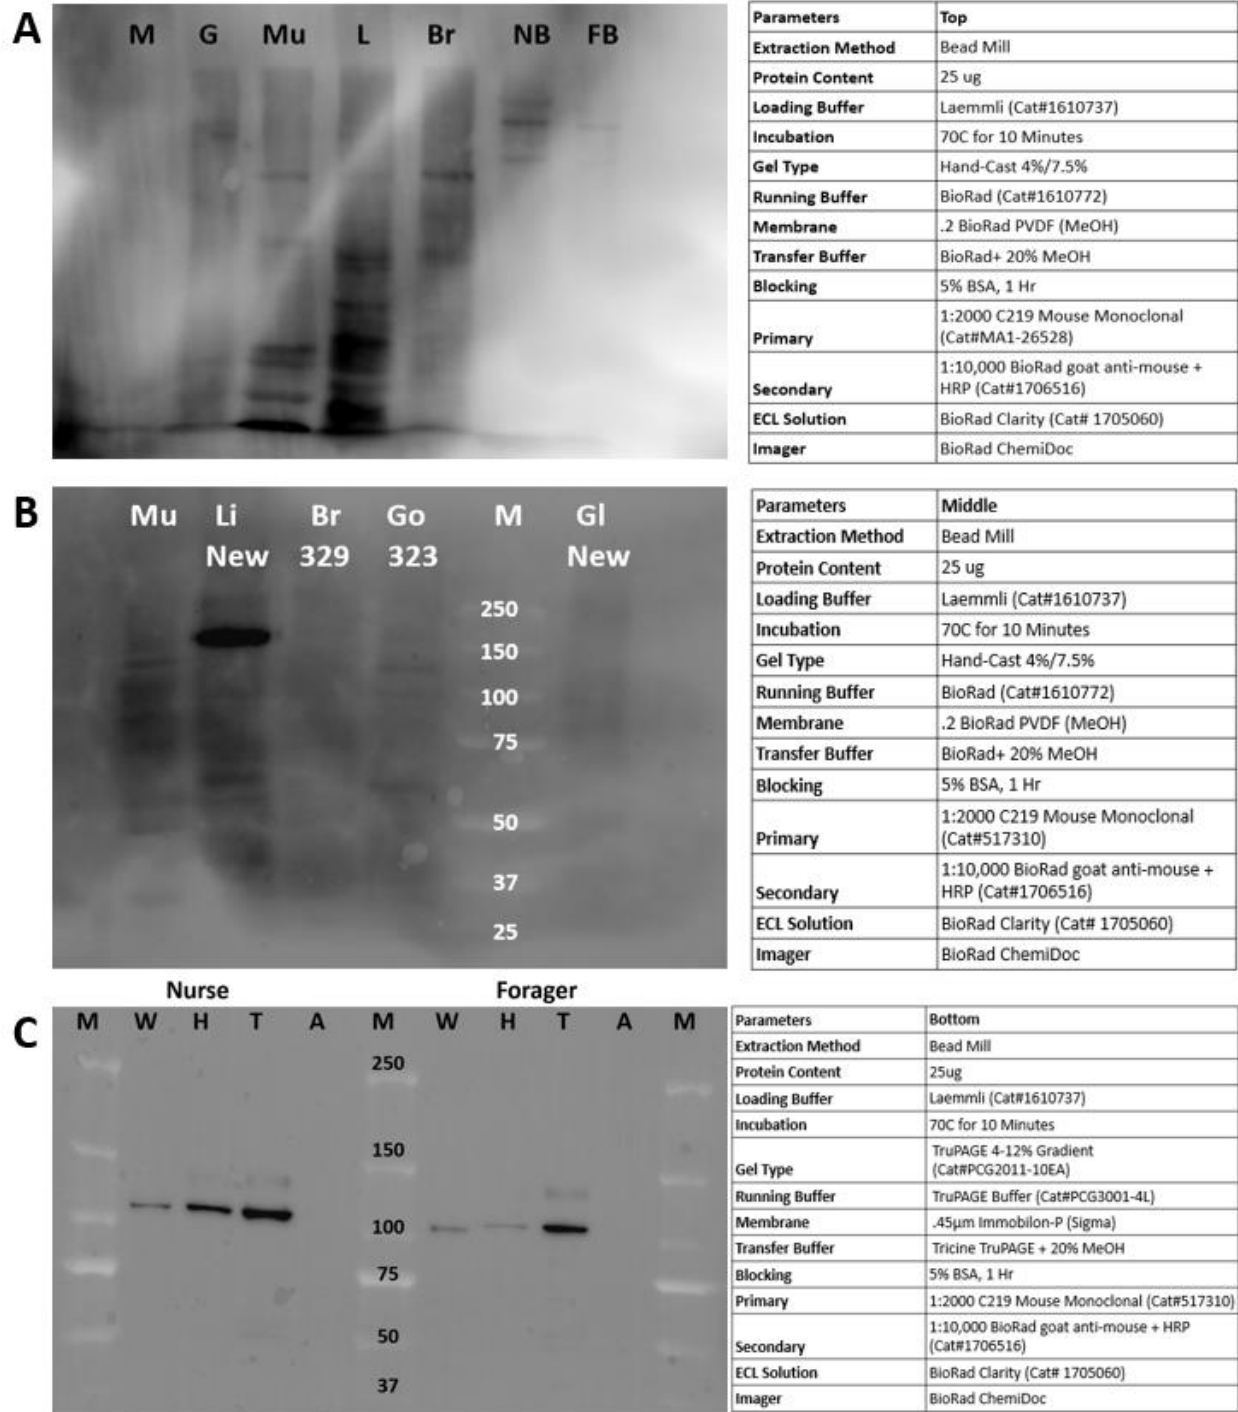 A
M G Mu L Br NB FB
Parameters Top
Extraction Method Bead Mill
Protein Content 25 ug
Loading Buffer Laemmli (Cat#1610737)
Incubation 70C for 10 Minutes
Gel Type Hand-Cast 4%/7.5%
Running Buffer BioRad (Cat#1610772)
Membrane .2 BioRad PVDF (MeOH)
Transfer Buffer BioRad+ 20% MeOH
Blocking 5% BSA, 1 Hr
1:2000 C219 Mouse Monoclonal
Primary (Cat#MA1-26528)
1:10,000 BioRad goat anti-mouse +
Secondary HRP (Cat#1706516)
ECL Solution BioRad Clarity (Cat# 1705060)
Imager BioRad ChemiDoc
B
Mu Li Br Go M Gl
New 329 323 New
250
150
100
75
50
37
25
Parameters Middle
Extraction Method Bead Mill
Protein Content 25 ug
Loading Buffer Laemmli (Cat#1610737)
Incubation 70C for 10 Minutes
Gel Type Hand-Cast 4%/7.5%
Running Buffer BioRad (Cat#1610772)
Membrane .2 BioRad PVDF (MeOH)
Transfer Buffer BioRad+ 20% MeOH
Blocking 5% BSA, 1 Hr
1:2000 C219 Mouse Monoclonal
Primary (Cat#517310)
1:10,000 BioRad goat anti-mouse +
Secondary HRP (Cat#1706516)
ECL Solution BioRad Clarity (Cat# 1705060)
Imager BioRad ChemiDoc
Nurse Forager
C
M W H T A M W H T A M
250
150
100
75
50
37
Parameters Bottom
Extraction Method Bead Mill
Protein Content 25ug
Loading Buffer Laemmli (Cat#1610737)
Incubation 70C for 10 Minutes
TruPAGE 4-12% Gradient
Gel Type (Cat#PCG2011-10EA)
Running Buffer TruPAGE Buffer (Cat#PCG3001-4L)
Membrane .45μm Immobilon-P (Sigma)
Transfer Buffer Tricine TruPAGE + 20% MeOH
Blocking 5% BSA, 1 Hr
Primary 1:2000 C219 Mouse Monoclonal (Cat#517310)
1:10,000 BioRad goat anti-mouse + HRP
Secondary (Cat#1706516)
ECL Solution BioRad Clarity (Cat# 1705060)
Imager BioRad ChemiDoc